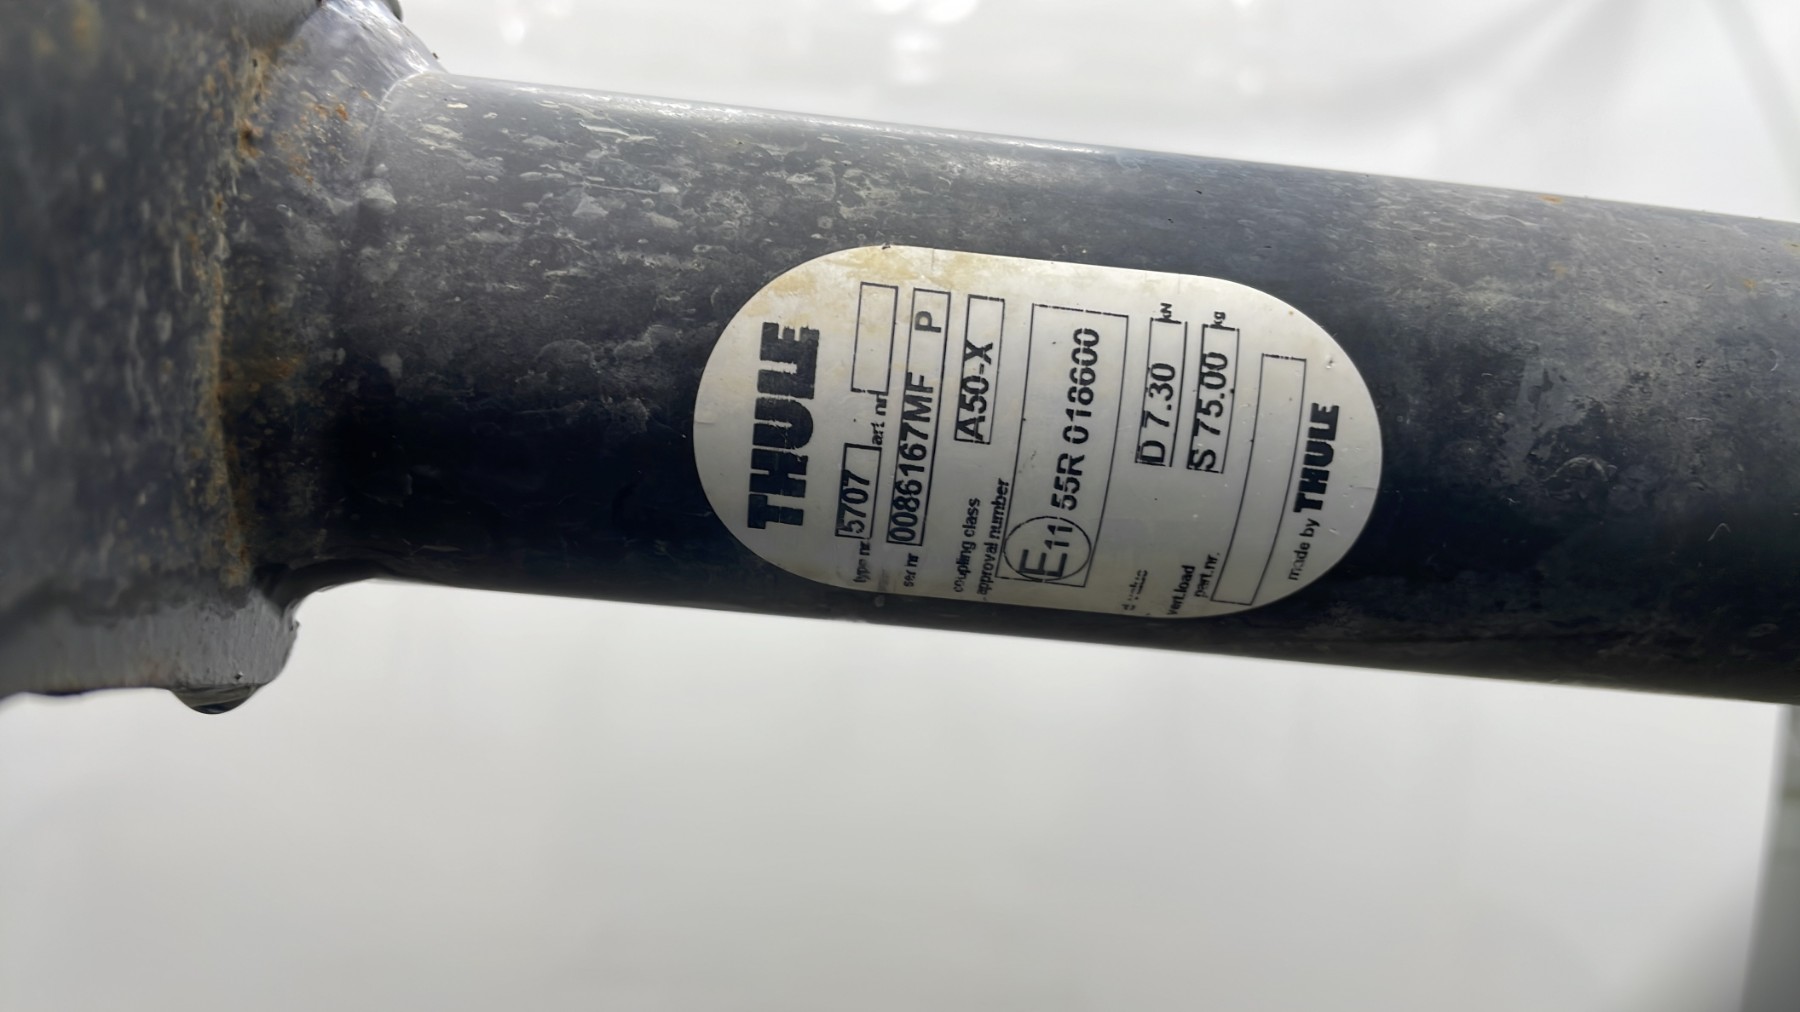 THULE
type nr 5707 art nr
ser nr 0086167MF P
coupling class A50-X
approval number
E11 55R 018600
D 7.30 kN
vert.load S 75.00 kg
part.nr.
made by THULE